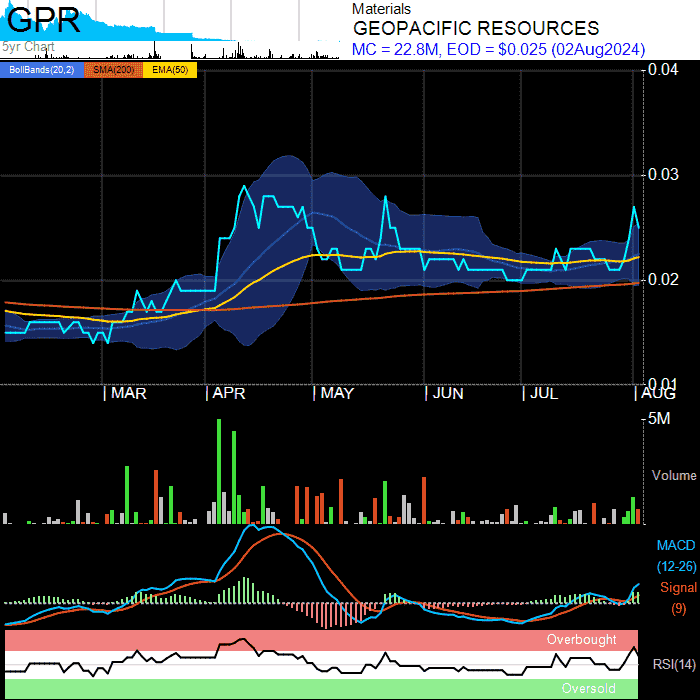 GPR
5yr Chart
Materials
GEOPACIFIC RESOURCES
MC = 22.8M, EOD = $0.025 (02Aug2024)
BollBands(20,2) SMA(200) EMA(50)
0.04
0.03
0.02
0.01
MAR APR MAY JUN JUL AUG
5M
Volume
MACD
(12-26)
Signal
(9)
Overbought
RSI(14)
Oversold